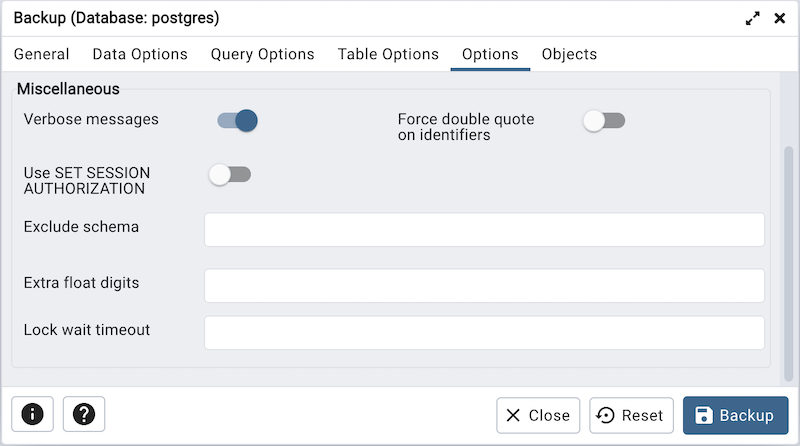 Backup (Database: postgres)
General Data Options Query Options Table Options Options Objects
Miscellaneous
Verbose messages
Force double quote
on identifiers
Use SET SESSION
AUTHORIZATION
Exclude schema
Extra float digits
Lock wait timeout
Close Reset Backup